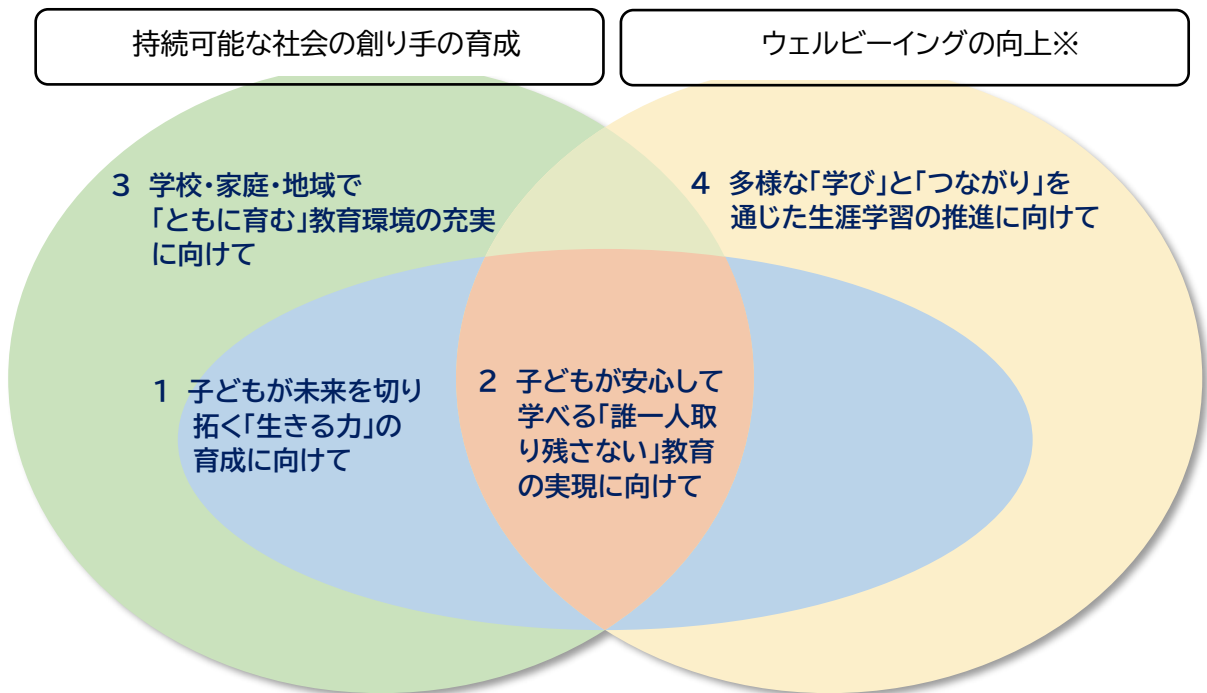 持続可能な社会の創り手の育成
ウェルビーイングの向上※
3 学校・家庭・地域で
「ともに育む」教育環境の充実
に向けて
4 多様な「学び」と「つながり」を
通じた生涯学習の推進に向けて
1 子どもが未来を切り
拓く「生きる力」の
育成に向けて
2 子どもが安心して
学べる「誰一人取
り残さない」教育
の実現に向けて